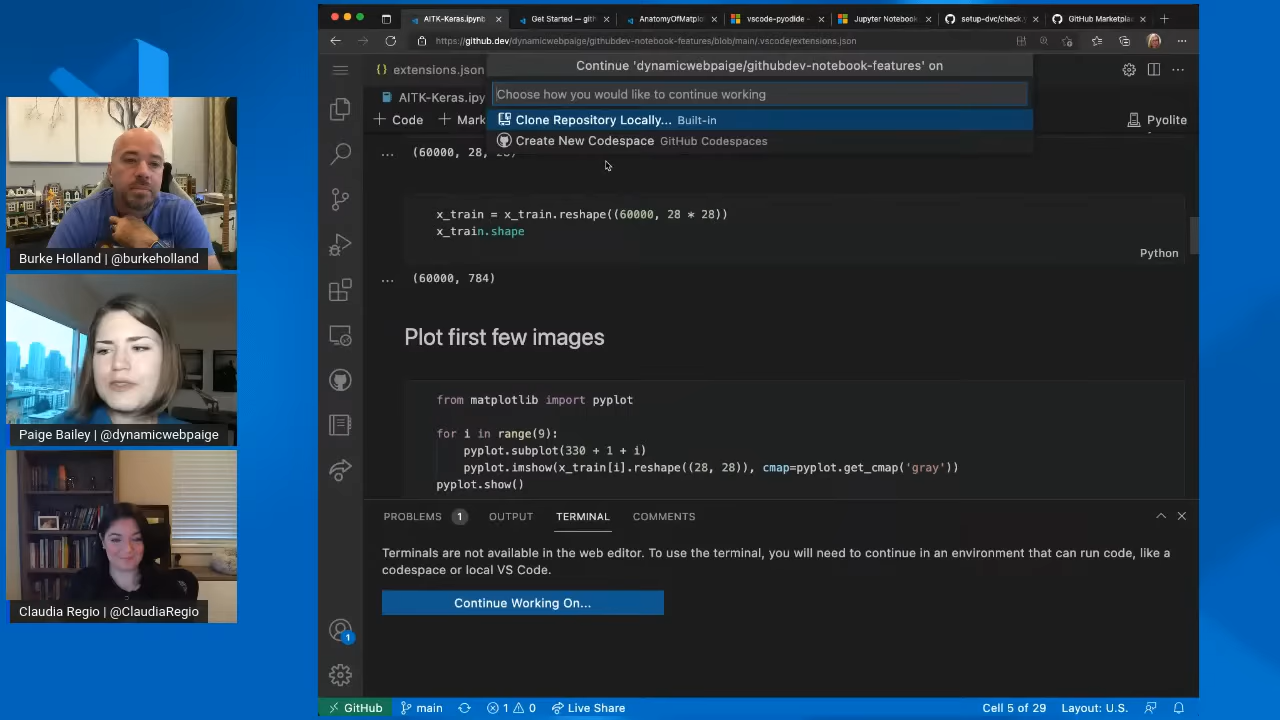 Burke Holland | @burkeholland
Paige Bailey | @dynamicwebpaige
Claudia Regio | @ClaudiaRegio
AITK-Keras.ipynb
Get Started — gith
AnatomyOfMatpl
vscode-pyodide -
Jupyter Notebook
setup-dvc/check.
GitHub Marketpla
https://github.dev/dynamicwebpaige/githubdev-notebook-features/blob/main/.vscode/extensions.json
{} extensions.json
Continue 'dynamicwebpaige/githubdev-notebook-features' on
Choose how you would like to continue working
Clone Repository Locally... Built-in
Create New Codespace GitHub Codespaces
AITK-Keras.ipy
+ Code + Mark
Pyolite
... (60000, 28, 28)
x_train = x_train.reshape((60000, 28 * 28))
x_train.shape
Python
... (60000, 784)
Plot first few images
from matplotlib import pyplot
for i in range(9):
pyplot.subplot(330 + 1 + i)
pyplot.imshow(x_train[i].reshape((28, 28)), cmap=pyplot.get_cmap('gray'))
pyplot.show()
PROBLEMS 1 OUTPUT TERMINAL COMMENTS
Terminals are not available in the web editor. To use the terminal, you will need to continue in an environment that can run code, like a
codespace or local VS Code.
Continue Working On...
1
GitHub main 1 0 Live Share Cell 5 of 29 Layout: U.S.